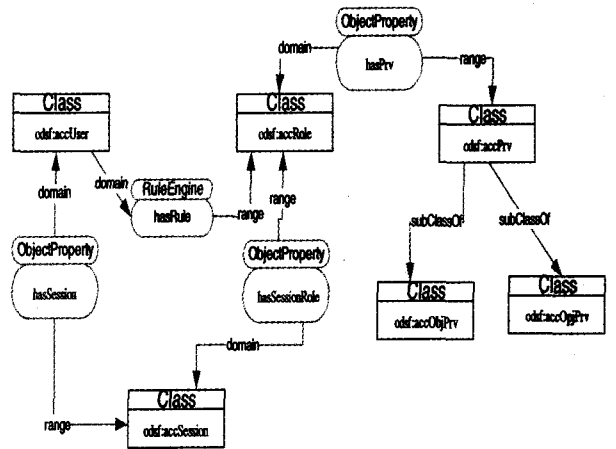 ObjectProperty
hasPrv
domain
range
Class
odsf:accUser
Class
odsf:accRole
Class
odsf:accPrv
domain
domain
RuleEngine
hasRule
range
range
subClassOf
subClassOf
ObjectProperty
hasSession
ObjectProperty
hasSessionRole
Class
odsf:accObjPrv
Class
odsf:accOpjPrv
domain
Class
odsf:accSession
range